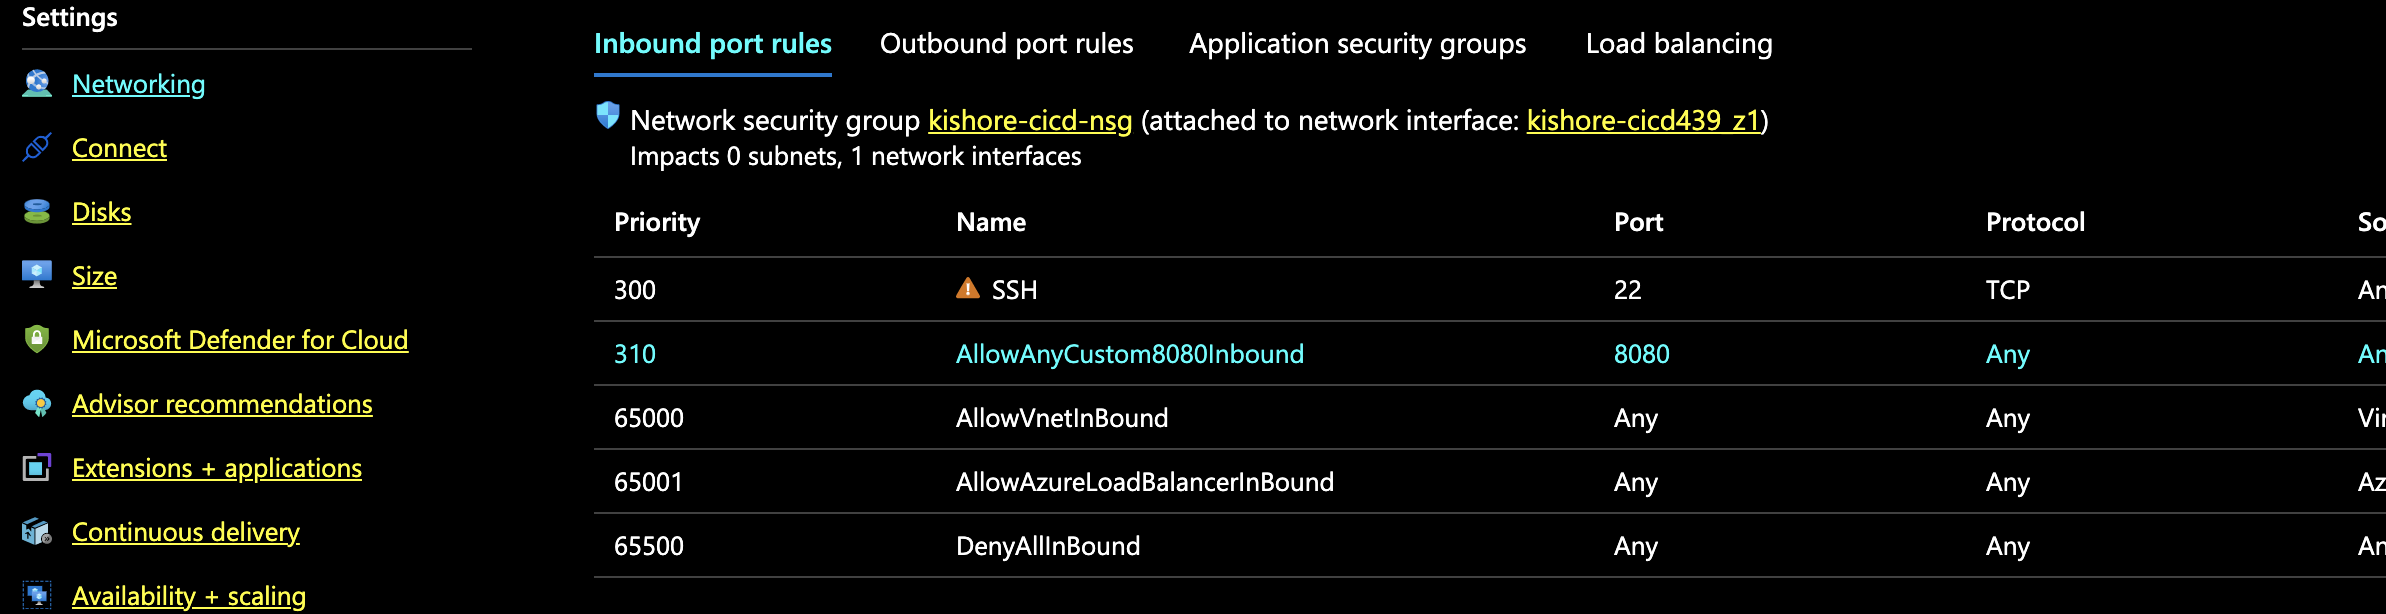 Settings
Networking
Connect
Disks
Size
Microsoft Defender for Cloud
Advisor recommendations
Extensions + applications
Continuous delivery
Availability + scaling
Inbound port rules Outbound port rules Application security groups Load balancing
Network security group kishore-cicd-nsg (attached to network interface: kishore-cicd439_z1)
Impacts 0 subnets, 1 network interfaces
Priority Name Port Protocol So
300 SSH 22 TCP An
310 AllowAnyCustom8080Inbound 8080 Any An
65000 AllowVnetInBound Any Any Vir
65001 AllowAzureLoadBalancerInBound Any Any Az
65500 DenyAllInBound Any Any An